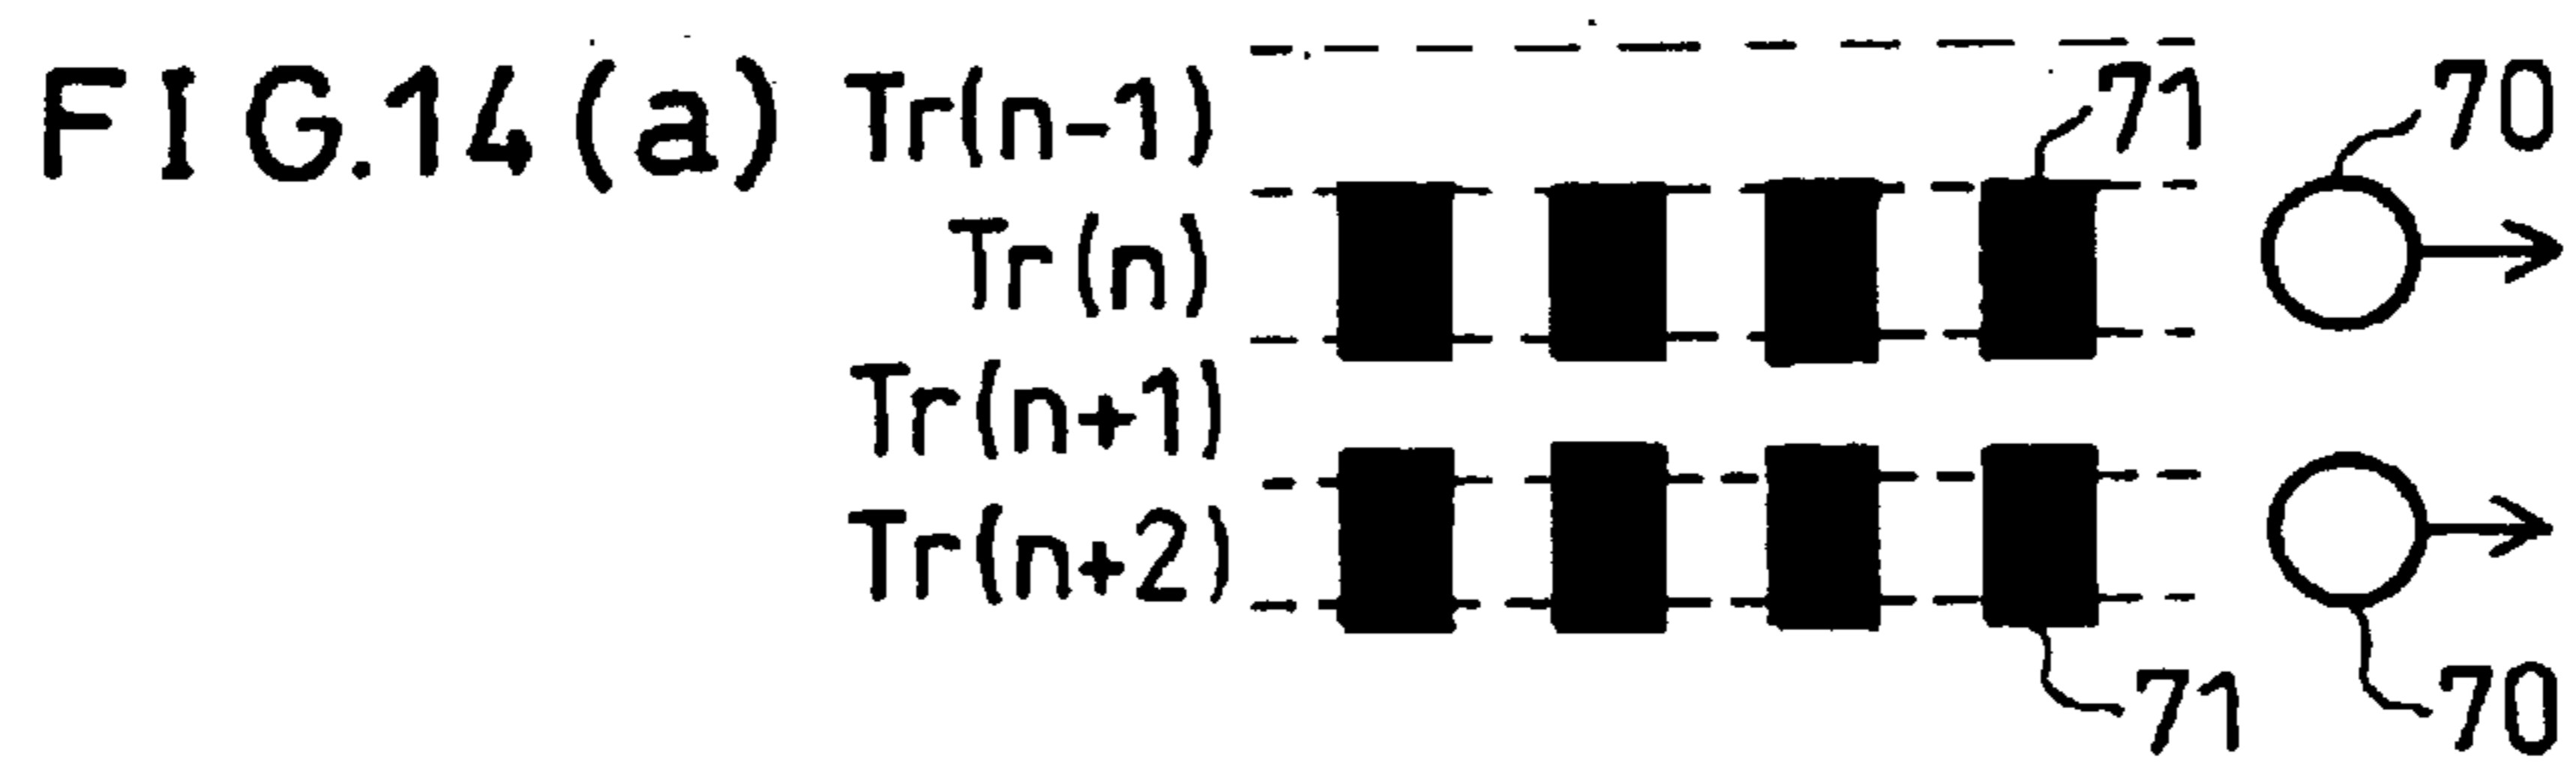 FIG.14(a) Tr(n-1) 71 70
Tr(n)
Tr(n+1)
Tr(n+2)
71 70